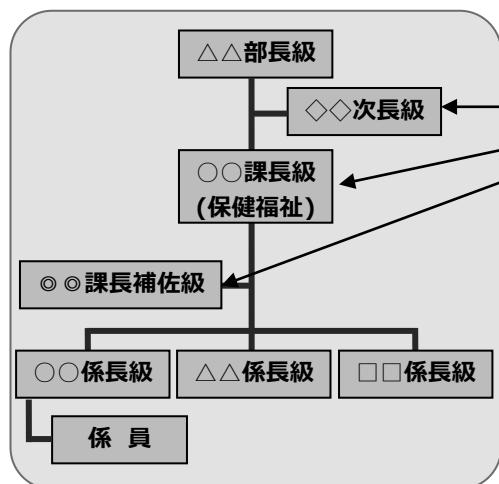 △△部長級
◇◇次長級
○○課長級
(保健福祉)
◎◎課長補佐級
○○係長級
△△係長級
□□係長級
係 員